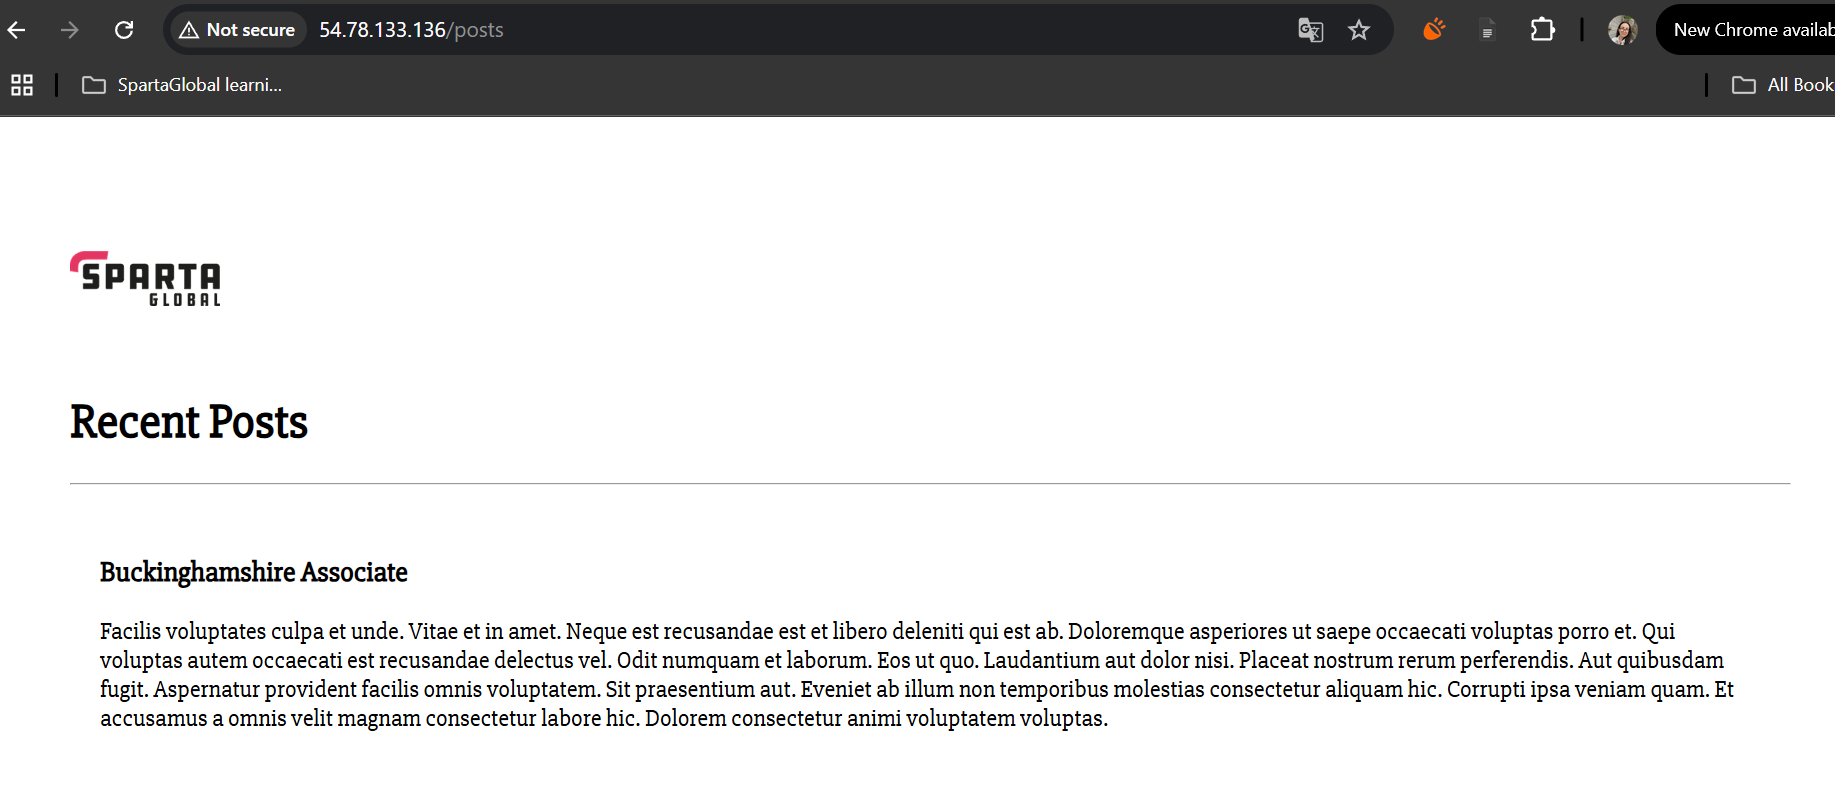 Not secure 54.78.133.136/posts New Chrome availab
SpartaGlobal learni... All Book
SPARTA
GLOBAL
Recent Posts
Buckinghamshire Associate
Facilis voluptates culpa et unde. Vitae et in amet. Neque est recusandae est et libero deleniti qui est ab. Doloremque asperiores ut saepe occaecati voluptas porro et. Qui
voluptas autem occaecati est recusandae delectus vel. Odit numquam et laborum. Eos ut quo. Laudantium aut dolor nisi. Placeat nostrum rerum perferendis. Aut quibusdam
fugit. Aspernatur provident facilis omnis voluptatem. Sit praesentium aut. Eveniet ab illum non temporibus molestias consectetur aliquam hic. Corrupti ipsa veniam quam. Et
accusamus a omnis velit magnam consectetur labore hic. Dolorem consectetur animi voluptatem voluptas.